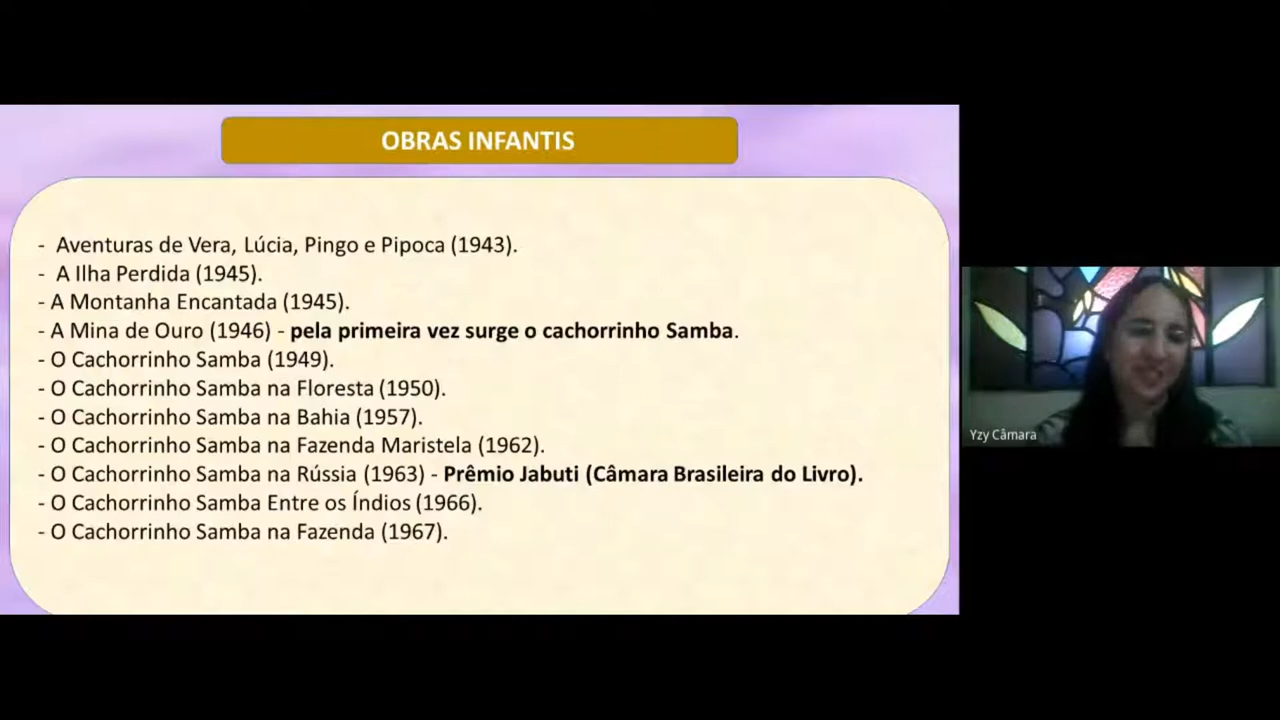 OBRAS INFANTIS
- Aventuras de Vera, Lúcia, Pingo e Pipoca (1943).
- A Ilha Perdida (1945).
- A Montanha Encantada (1945).
- A Mina de Ouro (1946) - pela primeira vez surge o cachorrinho Samba.
- O Cachorrinho Samba (1949).
- O Cachorrinho Samba na Floresta (1950).
- O Cachorrinho Samba na Bahia (1957).
- O Cachorrinho Samba na Fazenda Maristela (1962).
- O Cachorrinho Samba na Rússia (1963) - Prêmio Jabuti (Câmara Brasileira do Livro).
- O Cachorrinho Samba Entre os Índios (1966).
- O Cachorrinho Samba na Fazenda (1967).
Yzy Câmara